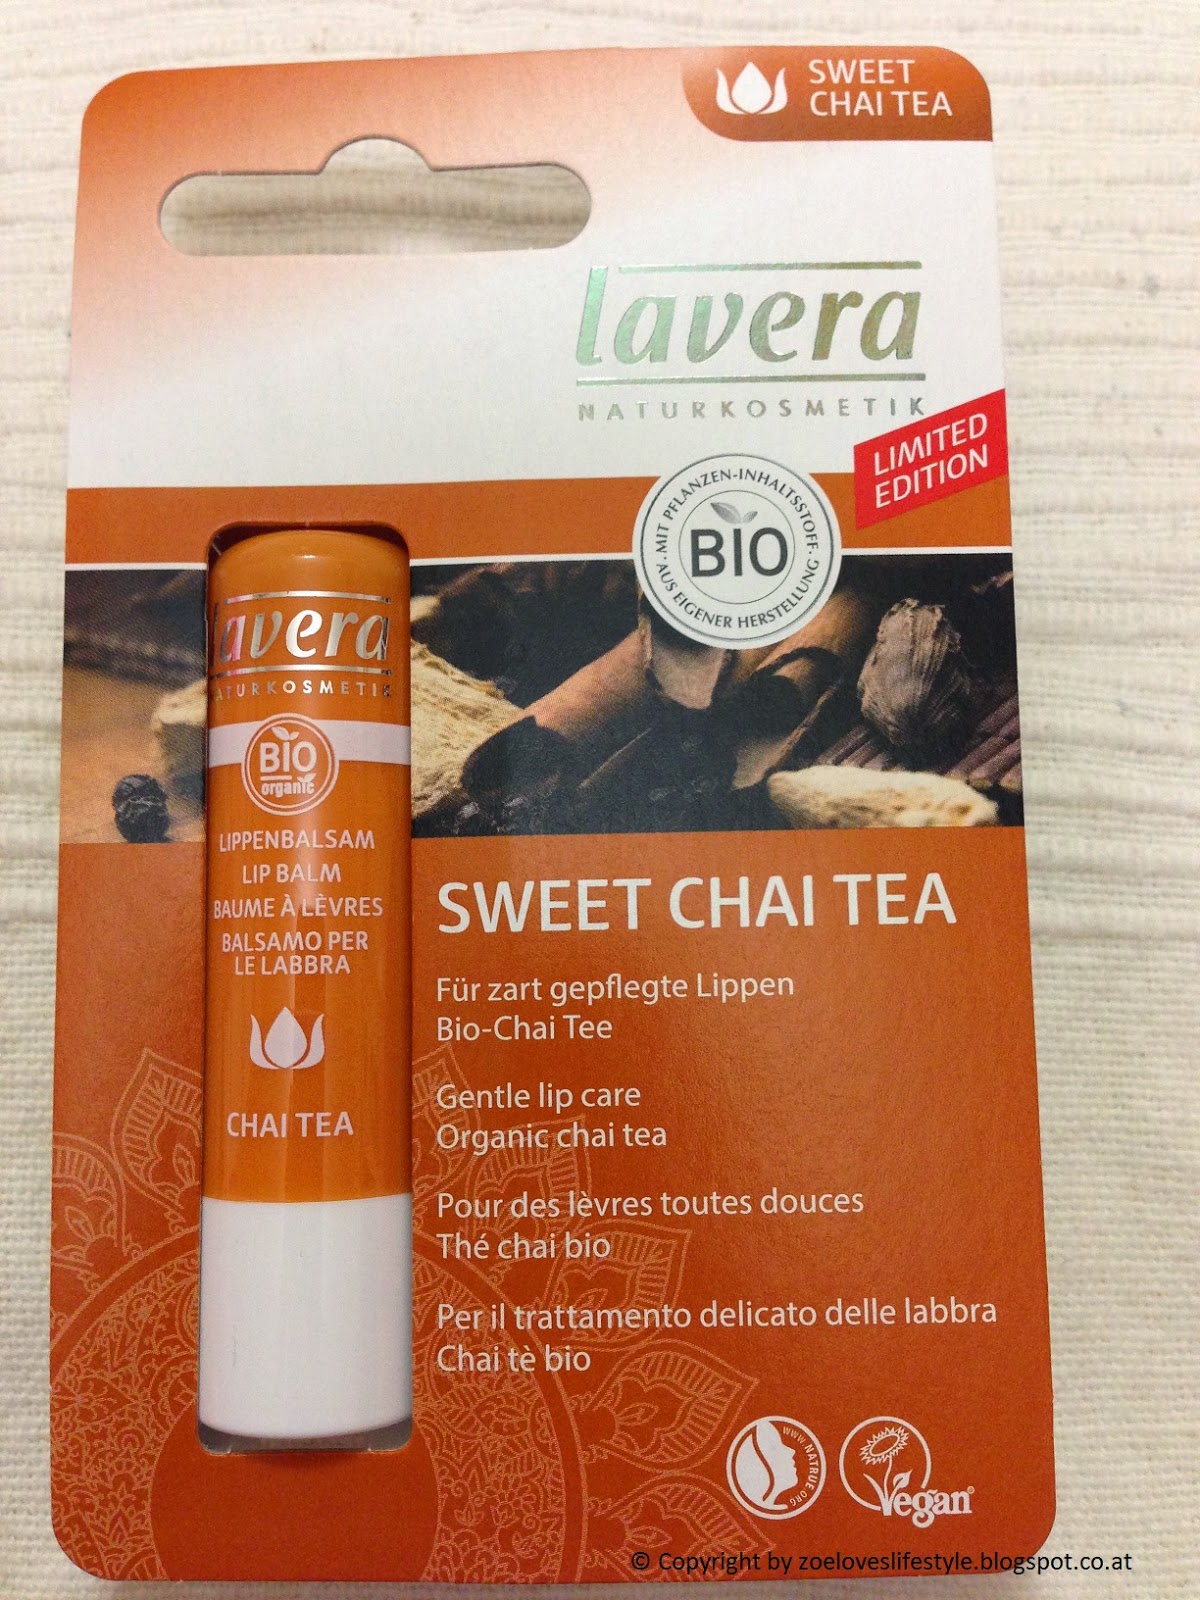 SWEET
CHAI TEA
lavera
NATURKOSMETIK
LIMITED
EDITION
· MIT PFLANZEN-INHALTSSTOFF ·
AUS EIGENER HERSTELLUNG
BIO
lavera
NATURKOSMETIK
BIO
organic
LIPPENBALSAM
LIP BALM
BAUME À LÈVRES
BALSAMO PER
LE LABBRA
CHAI TEA
SWEET CHAI TEA
Für zart gepflegte Lippen
Bio-Chai Tee
Gentle lip care
Organic chai tea
Pour des lèvres toutes douces
Thé chai bio
Per il trattamento delicato delle labbra
Chai tè bio
WWW.NATRUE.ORG
Vegan®
© Copyright by zoeloveslifestyle.blogspot.co.at